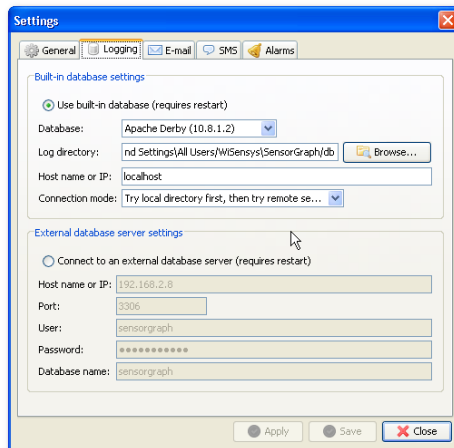 Settings
General Logging E-mail SMS Alarms
Built-in database settings
Use built-in database (requires restart)
Database: Apache Derby (10.8.1.2)
Log directory: nd Settings\All Users/WiSensys\SensorGraph/db Browse...
Host name or IP: localhost
Connection mode: Try local directory first, then try remote se...
External database server settings
Connect to an external database server (requires restart)
Host name or IP: 192.168.2.8
Port: 3306
User: sensorgraph
Password: ●●●●●●●●●●●
Database name: sensorgraph
Apply Save Close